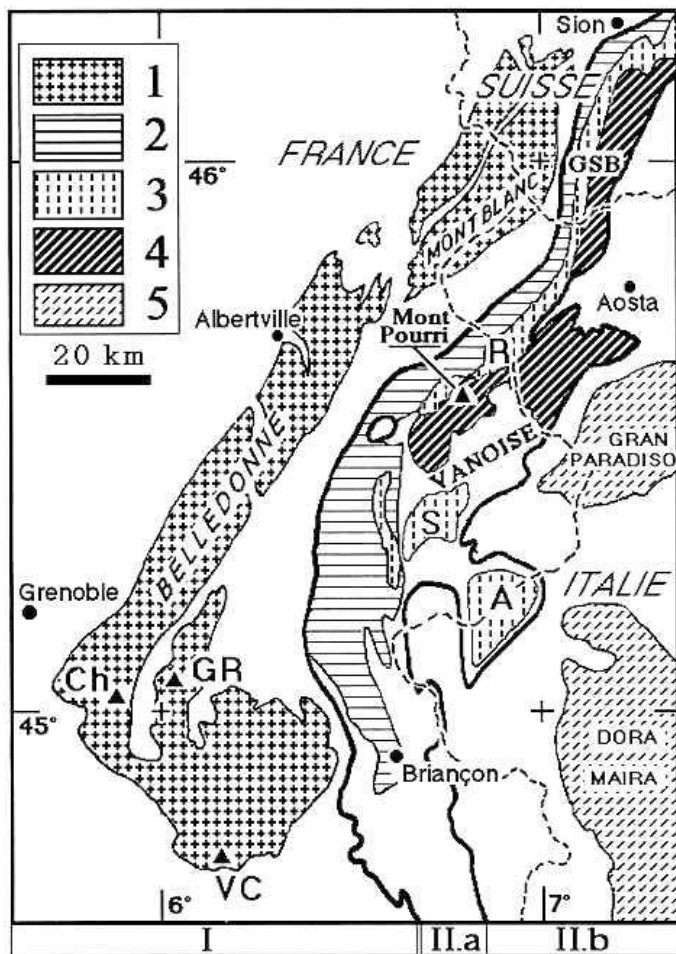 Sion
1
2
3
4
5
20 km
SUISSE
FRANCE
46°
GSB
MONT BLANC
Aosta
Albertville
Mont
Pourri
R
VANOISE
GRAN
PARADISO
BELLEDONNE
S
Grenoble
A
ITALIE
Ch
GR
45°
DORA
MAIRA
Briançon
VC
6°
7°
I
II.a
II.b